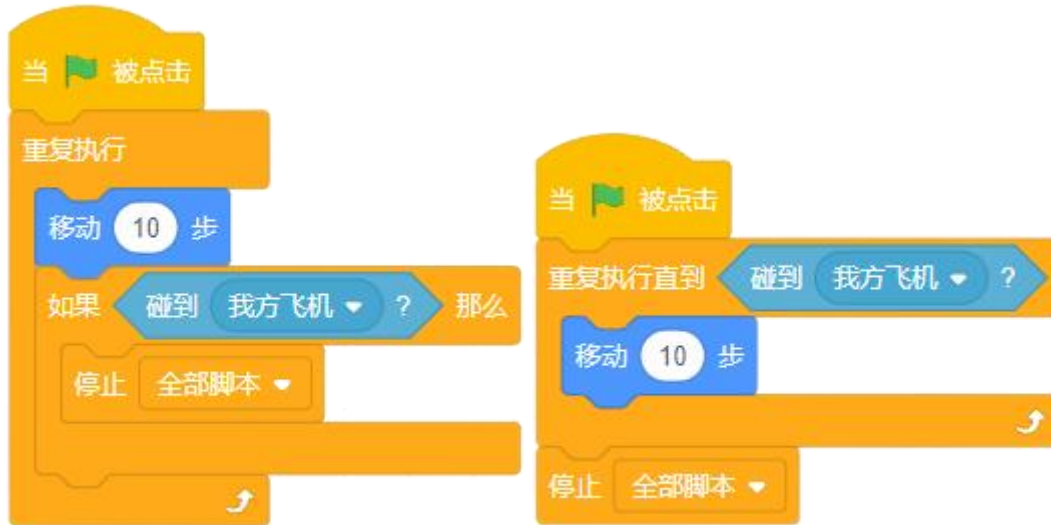 当 被点击
重复执行
移动 10 步
如果 碰到 我方飞机 ? 那么
停止 全部脚本
当 被点击
重复执行直到 碰到 我方飞机 ?
移动 10 步
停止 全部脚本